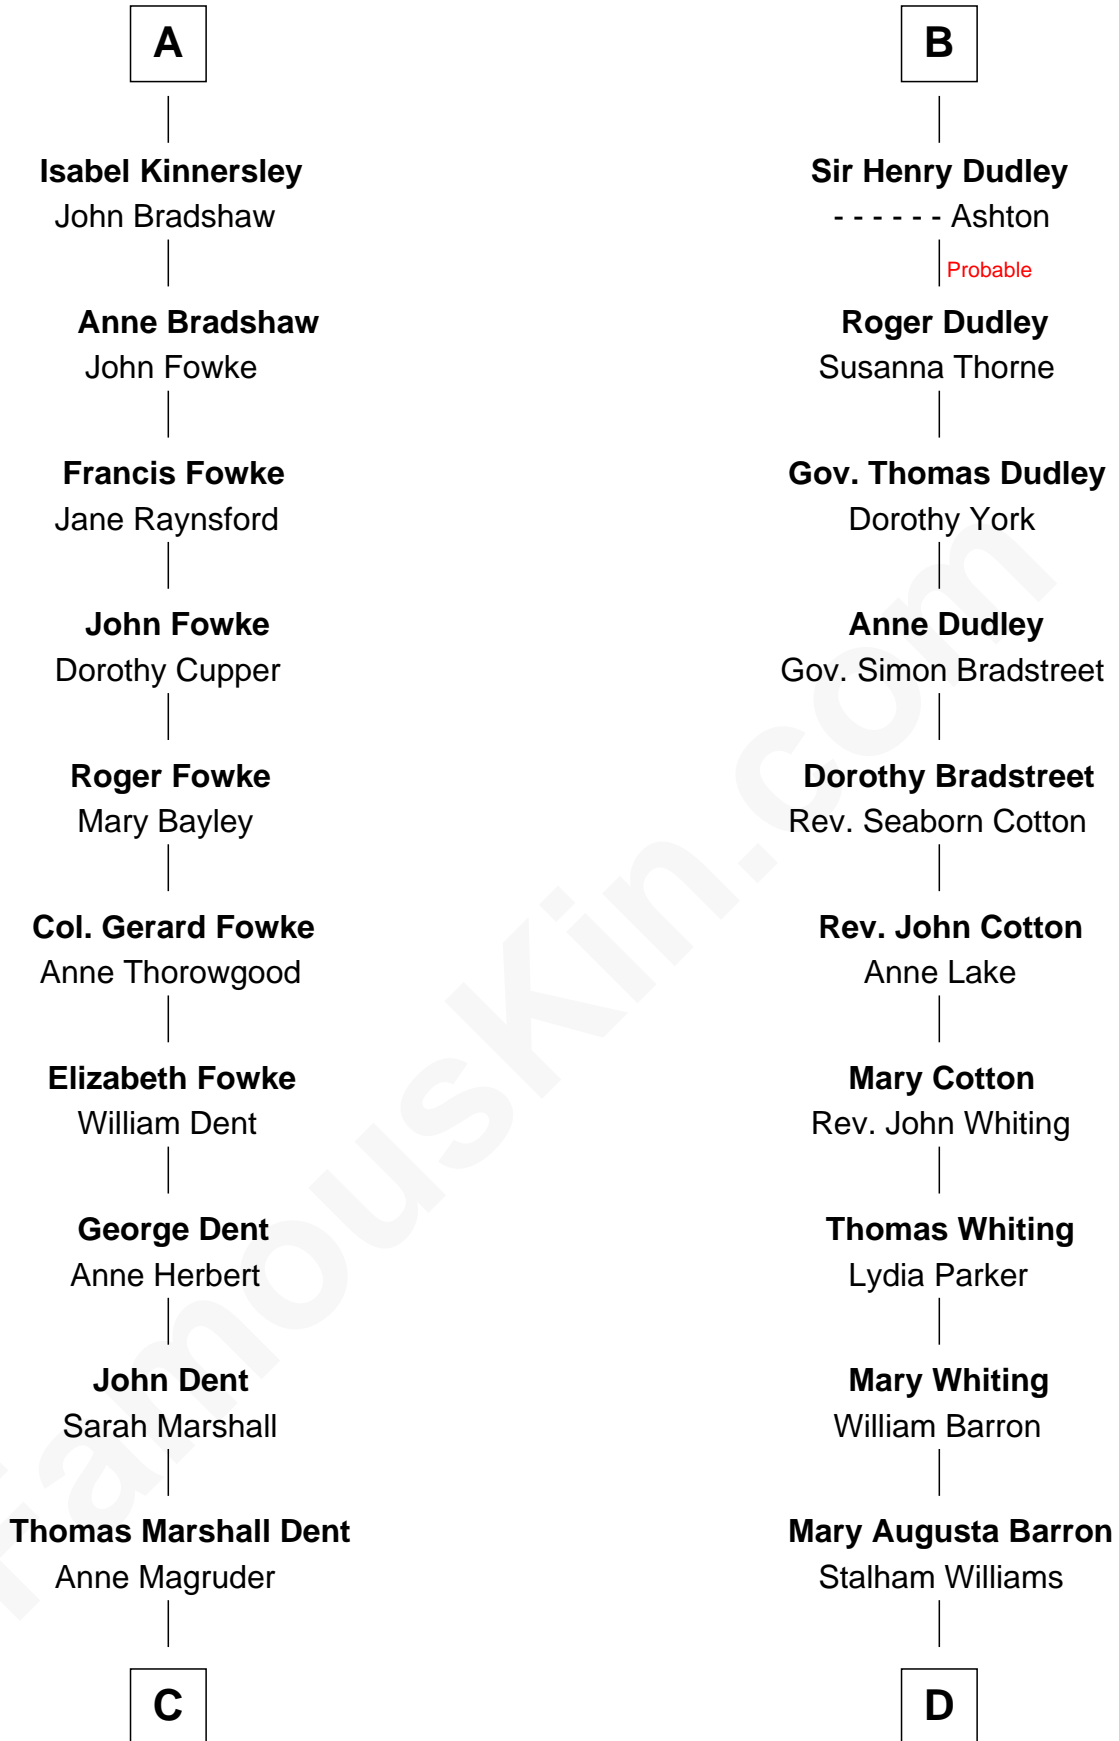 A
Isabel Kinnersley
John Bradshaw
Anne Bradshaw
John Fowke
Francis Fowke
Jane Raynsford
John Fowke
Dorothy Cupper
Roger Fowke
Mary Bayley
Col. Gerard Fowke
Anne Thorowgood
Elizabeth Fowke
William Dent
George Dent
Anne Herbert
John Dent
Sarah Marshall
Thomas Marshall Dent
Anne Magruder
C
B
Sir Henry Dudley
- - - - - - Ashton
Probable
Roger Dudley
Susanna Thorne
Gov. Thomas Dudley
Dorothy York
Anne Dudley
Gov. Simon Bradstreet
Dorothy Bradstreet
Rev. Seaborn Cotton
Rev. John Cotton
Anne Lake
Mary Cotton
Rev. John Whiting
Thomas Whiting
Lydia Parker
Mary Whiting
William Barron
Mary Augusta Barron
Stalham Williams
D
FamousKin.com